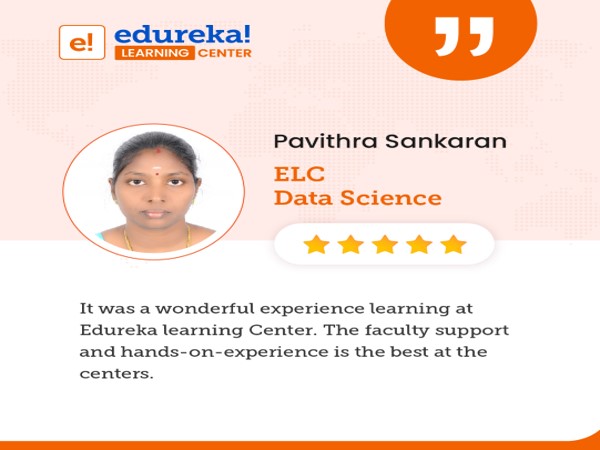 e!
edureka!
LEARNING CENTER
Pavithra Sankaran
ELC
Data Science
It was a wonderful experience learning at
Edureka learning Center. The faculty support
and hands-on-experience is the best at the
centers.